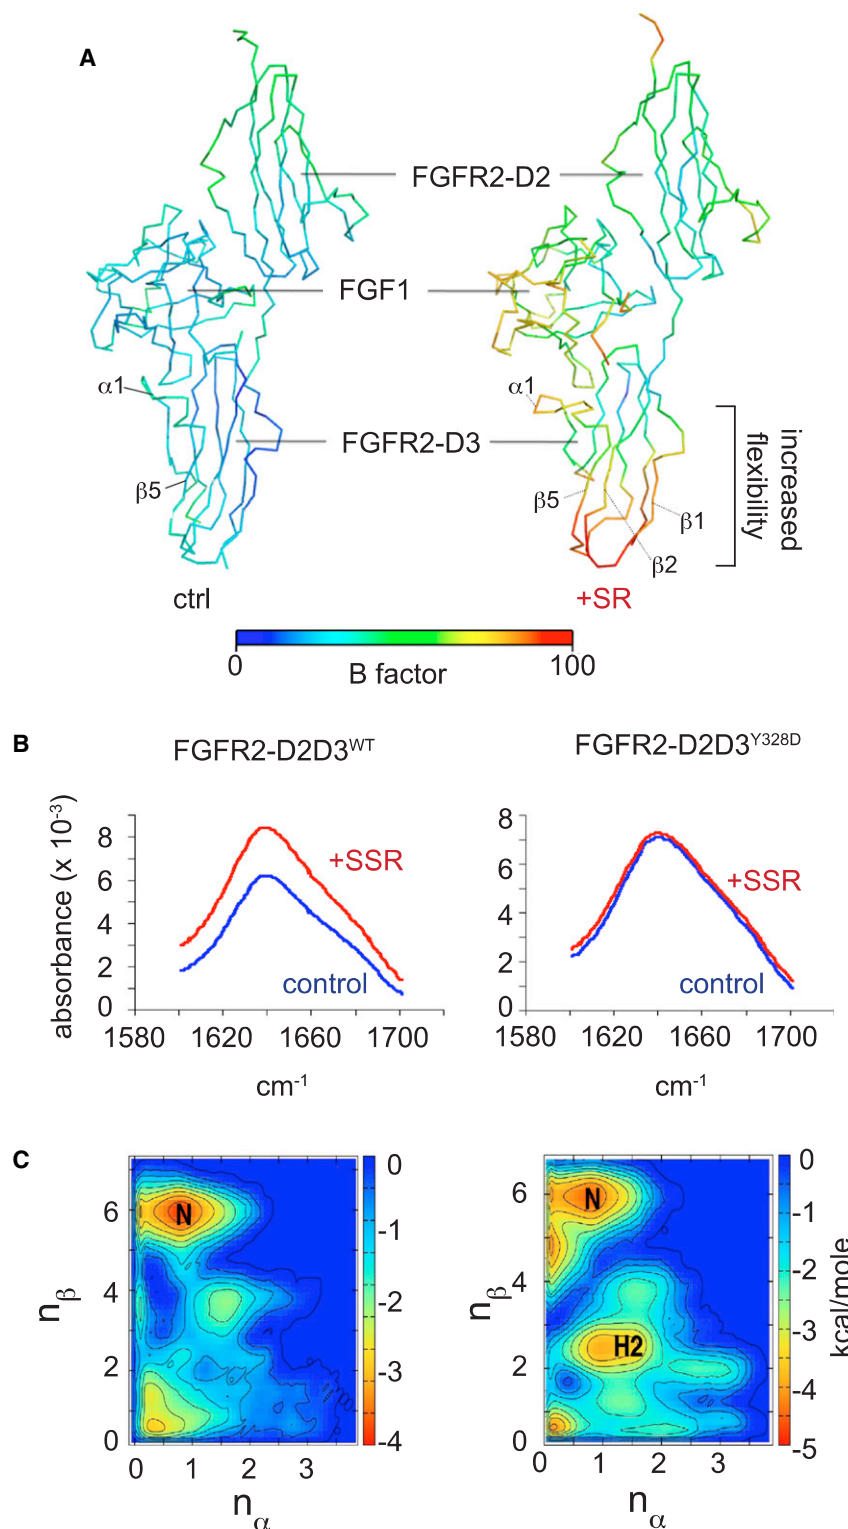 A
FGFR2-D2
FGF1
α1
α1
FGFR2-D3
β5
β5
β1
β2
increased
flexibility
ctrl
+SR
0
100
B factor
B
FGFR2-D2D3WT
FGFR2-D2D3Y328D
absorbance (x 10-3)
8
6
4
2
0
+SSR
control
1580 1620 1660 1700
cm-1
8
6
4
2
0
+SSR
control
1580 1620 1660 1700
cm-1
C
nβ
6
4
2
0
N
0 1 2 3
nα
0
-1
-2
-3
-4
nβ
6
4
2
0
N
H2
0 1 2 3
nα
0
-1
-2
-3
-4
-5
kcal/mole